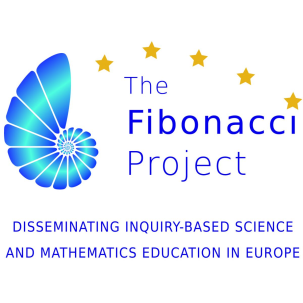 The
Fibonacci
Project
DISSEMINATING INQUIRY-BASED SCIENCE
AND MATHEMATICS EDUCATION IN EUROPE